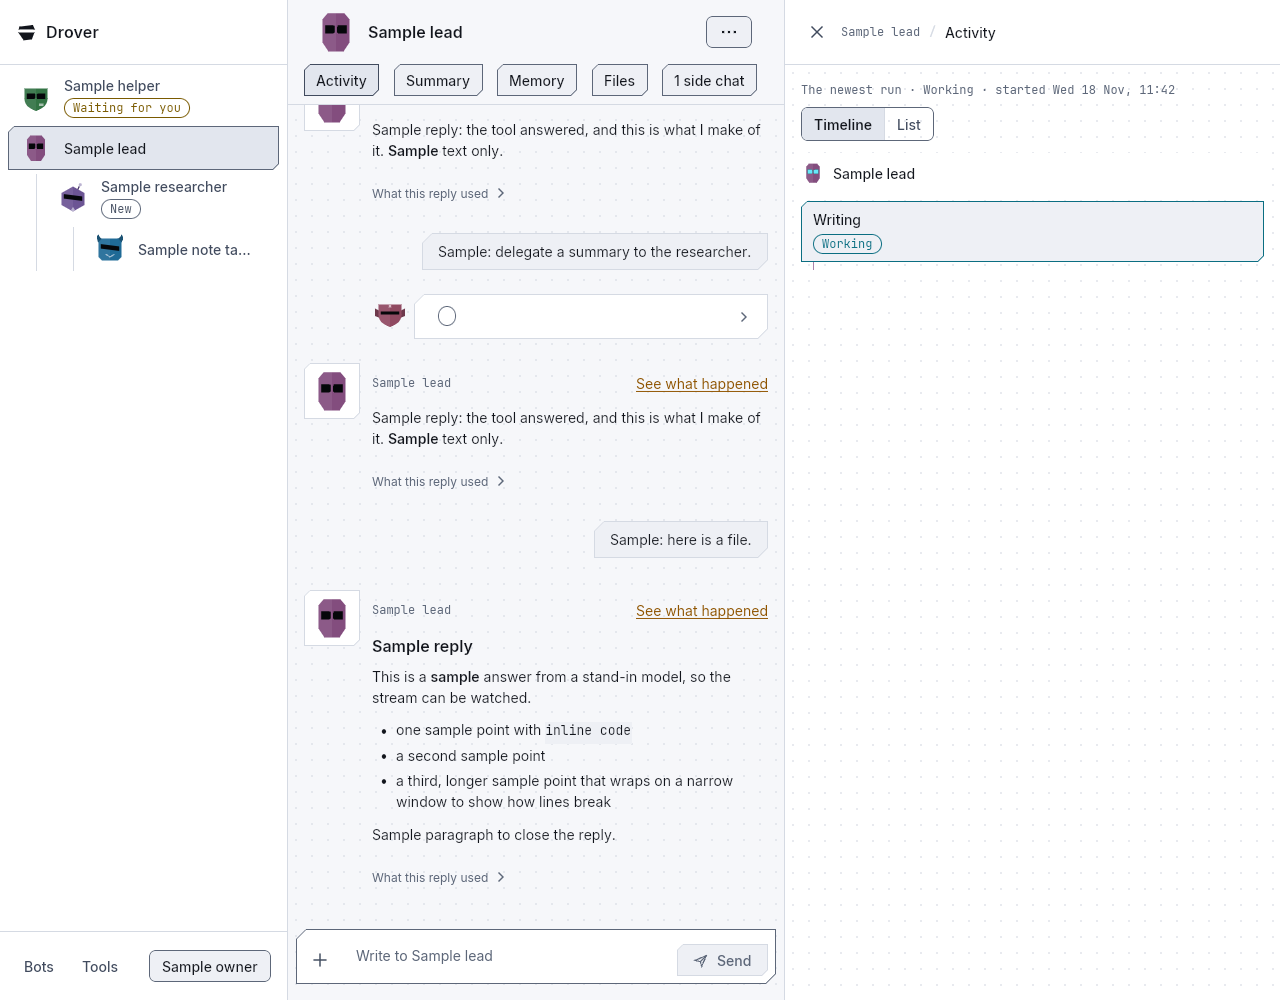 Drover
Sample helper
Waiting for you
Sample lead
Sample researcher
New
Sample note ta...
Bots
Tools
Sample owner
Sample lead
...
Activity
Summary
Memory
Files
1 side chat
Sample reply: the tool answered, and this is what I make of
it. Sample text only.
What this reply used
Sample: delegate a summary to the researcher.
Sample lead
See what happened
Sample reply: the tool answered, and this is what I make of
it. Sample text only.
What this reply used
Sample: here is a file.
Sample lead
See what happened
Sample reply
This is a sample answer from a stand-in model, so the
stream can be watched.
• one sample point with inline code
• a second sample point
• a third, longer sample point that wraps on a narrow
window to show how lines break
Sample paragraph to close the reply.
What this reply used
Write to Sample lead
Send
Sample lead / Activity
The newest run · Working · started Wed 18 Nov, 11:42
Timeline
List
Sample lead
Writing
Working